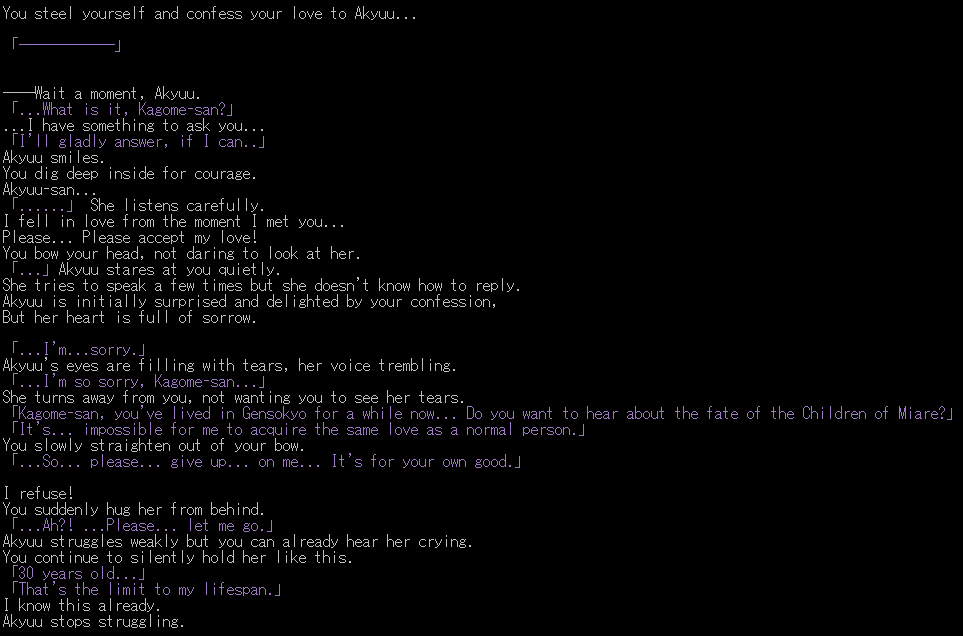 You steel yourself and confess your love to Akyuu...
「――――――――」
――Wait a moment, Akyuu.
「...What is it, Kagome-san?」
...I have something to ask you...
「I'll gladly answer, if I can..」
Akyuu smiles.
You dig deep inside for courage.
Akyuu-san...
「......」 She listens carefully.
I fell in love from the moment I met you...
Please... Please accept my love!
You bow your head, not daring to look at her.
「...」Akyuu stares at you quietly.
She tries to speak a few times but she doesn't know how to reply.
Akyuu is initially surprised and delighted by your confession,
But her heart is full of sorrow.
「...I'm...sorry.」
Akyuu's eyes are filling with tears, her voice trembling.
「...I'm so sorry, Kagome-san...」
She turns away from you, not wanting you to see her tears.
「Kagome-san, you've lived in Gensokyo for a while now... Do you want to hear about the fate of the Children of Miare?」
「It's... impossible for me to acquire the same love as a normal person.」
You slowly straighten out of your bow.
「...So... please... give up... on me... It's for your own good.」
I refuse!
You suddenly hug her from behind.
「...Ah?! ...Please... let me go.」
Akyuu struggles weakly but you can already hear her crying.
You continue to silently hold her like this.
「30 years old...」
「That's the limit to my lifespan.」
I know this already.
Akyuu stops struggling.